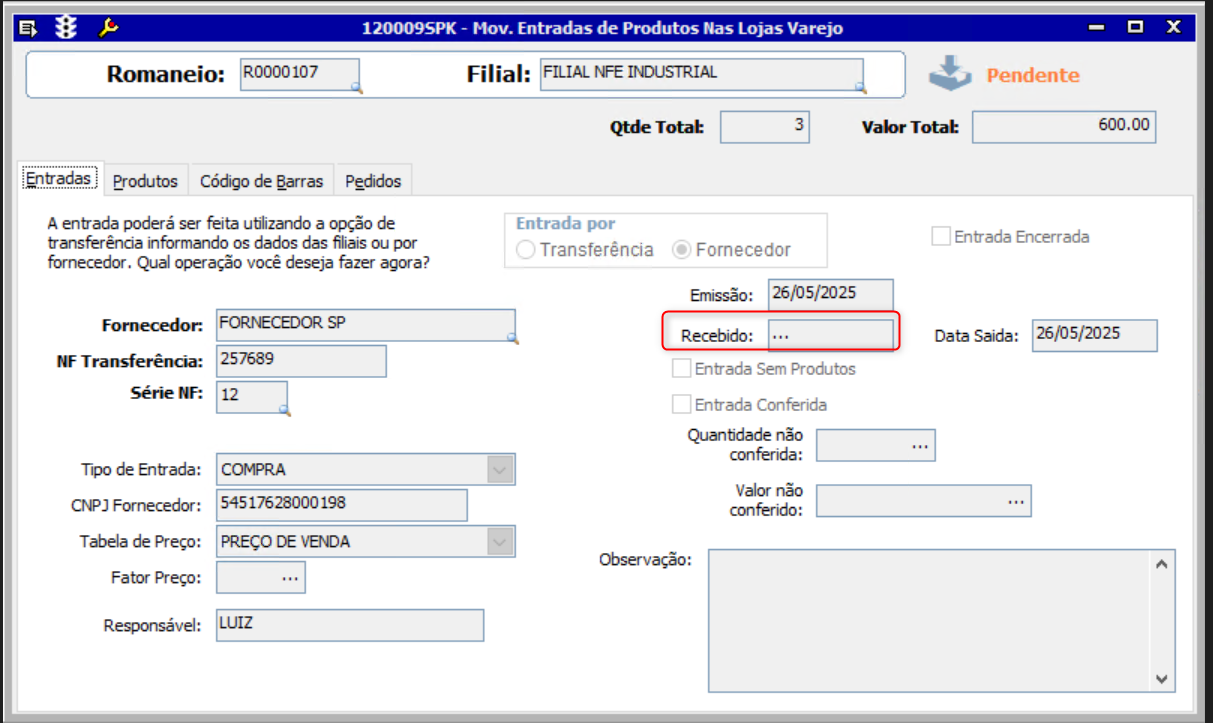 120009SPK - Mov. Entradas de Produtos Nas Lojas Varejo
Romaneio: R0000107 Filial: FILIAL NFE INDUSTRIAL Pendente
Qtde Total: 3 Valor Total: 600.00
Entradas Produtos Código de Barras Pedidos
A entrada poderá ser feita utilizando a opção de
transferência informando os dados das filiais ou por
fornecedor. Qual operação você deseja fazer agora?
Entrada por
Transferência Fornecedor
Entrada Encerrada
Emissão: 26/05/2025
Fornecedor: FORNECEDOR SP
Recebido: ... Data Saida: 26/05/2025
NF Transferência: 257689
Entrada Sem Produtos
Série NF: 12
Entrada Conferida
Quantidade não
conferida: ...
Tipo de Entrada: COMPRA
CNPJ Fornecedor: 54517628000198
Valor não
conferido: ...
Tabela de Preço: PREÇO DE VENDA
Observação:
Fator Preço: ...
Responsável: LUIZ